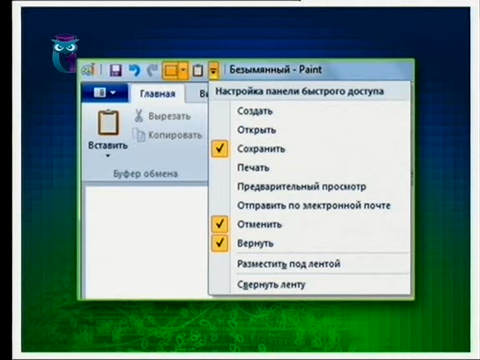 Безымянный - Paint
Главная Ви
Вставить
Вырезать
Копировать
Буфер обмена
Настройка панели быстрого доступа
Создать
Открыть
Сохранить
Печать
Предварительный просмотр
Отправить по электронной почте
Отменить
Вернуть
Разместить под лентой
Свернуть ленту